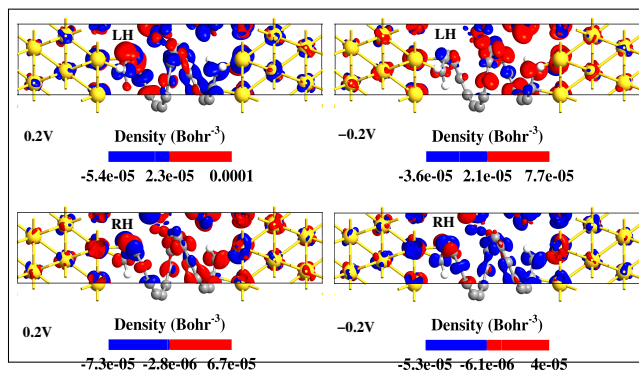 LH
0.2V
Density (Bohr⁻³)
-5.4e-05 2.3e-05 0.0001
LH
−0.2V
Density (Bohr⁻³)
-3.6e-05 2.1e-05 7.7e-05
RH
0.2V
Density (Bohr⁻³)
-7.3e-05 -2.8e-06 6.7e-05
RH
−0.2V
Density (Bohr⁻³)
-5.3e-05 -6.1e-06 4e-05